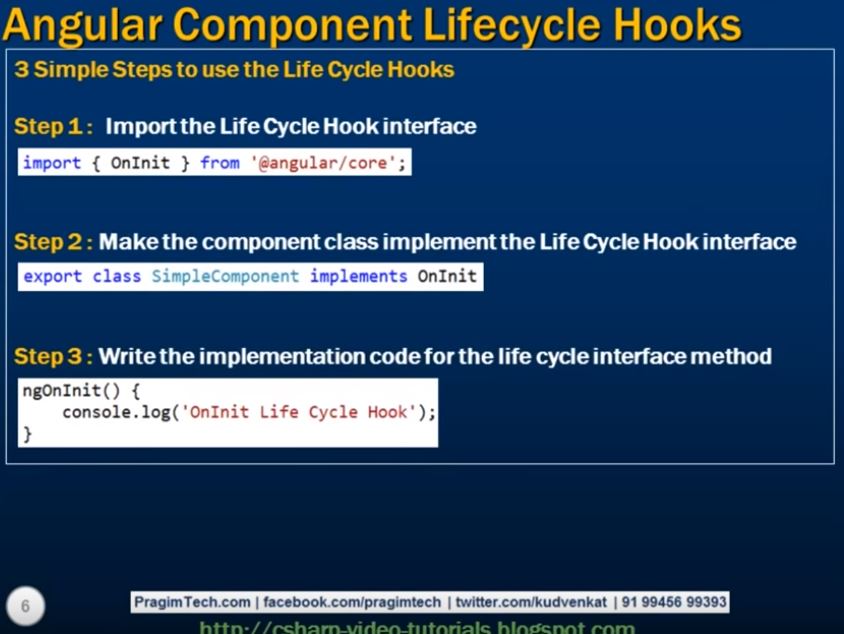 Angular Component Lifecycle Hooks
3 Simple Steps to use the Life Cycle Hooks
Step 1 : Import the Life Cycle Hook interface
import { OnInit } from '@angular/core';
Step 2 : Make the component class implement the Life Cycle Hook interface
export class SimpleComponent implements OnInit
Step 3 : Write the implementation code for the life cycle interface method
ngOnInit() {
    console.log('OnInit Life Cycle Hook');
}
6
PragimTech.com | facebook.com/pragimtech | twitter.com/kudvenkat | 91 99456 99393
http://csharp-video-tutorials.blogspot.com